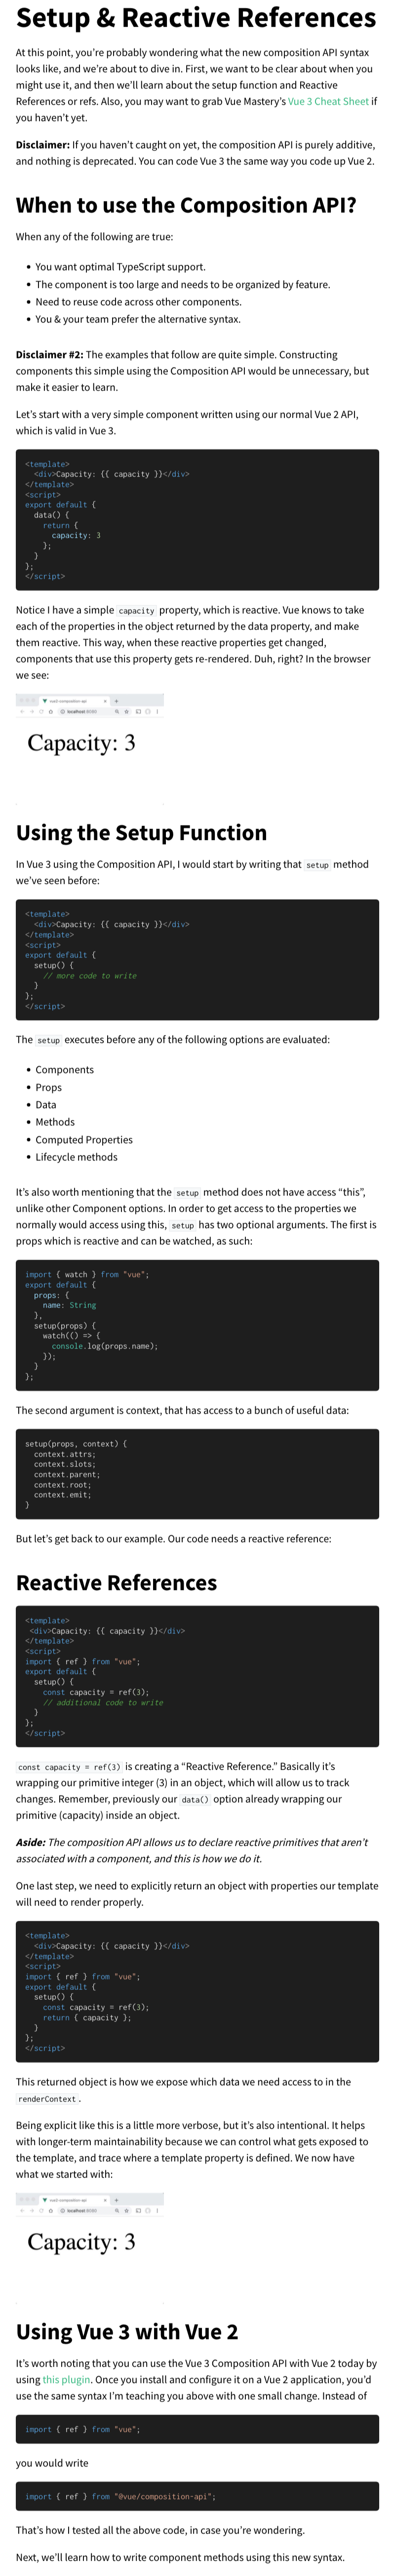 Setup & Reactive References
At this point, you’re probably wondering what the new composition API syntax
looks like, and we’re about to dive in. First, we want to be clear about when you
might use it, and then we’ll learn about the setup function and Reactive
References or refs. Also, you may want to grab Vue Mastery’s Vue 3 Cheat Sheet if
you haven’t yet.
Disclaimer: If you haven’t caught on yet, the composition API is purely additive,
and nothing is deprecated. You can code Vue 3 the same way you code up Vue 2.
When to use the Composition API?
When any of the following are true:
• You want optimal TypeScript support.
• The component is too large and needs to be organized by feature.
• Need to reuse code across other components.
• You & your team prefer the alternative syntax.
Disclaimer #2: The examples that follow are quite simple. Constructing
components this simple using the Composition API would be unnecessary, but
make it easier to learn.
Let’s start with a very simple component written using our normal Vue 2 API,
which is valid in Vue 3.
<template>
  <div>Capacity: {{ capacity }}</div>
</template>
<script>
export default {
  data() {
    return {
      capacity: 3
    };
  }
};
</script>
Notice I have a simple capacity property, which is reactive. Vue knows to take
each of the properties in the object returned by the data property, and make
them reactive. This way, when these reactive properties get changed,
components that use this property gets re-rendered. Duh, right? In the browser
we see:
vue3-composition-api
localhost:8080
Capacity: 3
Using the Setup Function
In Vue 3 using the Composition API, I would start by writing that setup method
we’ve seen before:
<template>
  <div>Capacity: {{ capacity }}</div>
</template>
<script>
export default {
  setup() {
    // more code to write
  }
};
</script>
The setup executes before any of the following options are evaluated:
• Components
• Props
• Data
• Methods
• Computed Properties
• Lifecycle methods
It’s also worth mentioning that the setup method does not have access “this”,
unlike other Component options. In order to get access to the properties we
normally would access using this, setup has two optional arguments. The first is
props which is reactive and can be watched, as such:
import { watch } from "vue";
export default {
  props: {
    name: String
  },
  setup(props) {
    watch(() => {
      console.log(props.name);
    });
  }
};
The second argument is context, that has access to a bunch of useful data:
setup(props, context) {
  context.attrs;
  context.slots;
  context.parent;
  context.root;
  context.emit;
}
But let’s get back to our example. Our code needs a reactive reference:
Reactive References
<template>
 <div>Capacity: {{ capacity }}</div>
</template>
<script>
import { ref } from "vue";
export default {
  setup() {
    const capacity = ref(3);
    // additional code to write
  }
};
</script>
const capacity = ref(3) is creating a “Reactive Reference.” Basically it’s
wrapping our primitive integer (3) in an object, which will allow us to track
changes. Remember, previously our data() option already wrapping our
primitive (capacity) inside an object.
Aside: The composition API allows us to declare reactive primitives that aren’t
associated with a component, and this is how we do it.
One last step, we need to explicitly return an object with properties our template
will need to render properly.
<template>
  <div>Capacity: {{ capacity }}</div>
</template>
<script>
import { ref } from "vue";
export default {
  setup() {
    const capacity = ref(3);
    return { capacity };
  }
};
</script>
This returned object is how we expose which data we need access to in the
renderContext.
Being explicit like this is a little more verbose, but it’s also intentional. It helps
with longer-term maintainability because we can control what gets exposed to
the template, and trace where a template property is defined. We now have
what we started with:
vue3-composition-api
localhost:8080
Capacity: 3
Using Vue 3 with Vue 2
It’s worth noting that you can use the Vue 3 Composition API with Vue 2 today by
using this plugin. Once you install and configure it on a Vue 2 application, you’d
use the same syntax I’m teaching you above with one small change. Instead of
import { ref } from "vue";
you would write
import { ref } from "@vue/composition-api";
That’s how I tested all the above code, in case you’re wondering.
Next, we’ll learn how to write component methods using this new syntax.